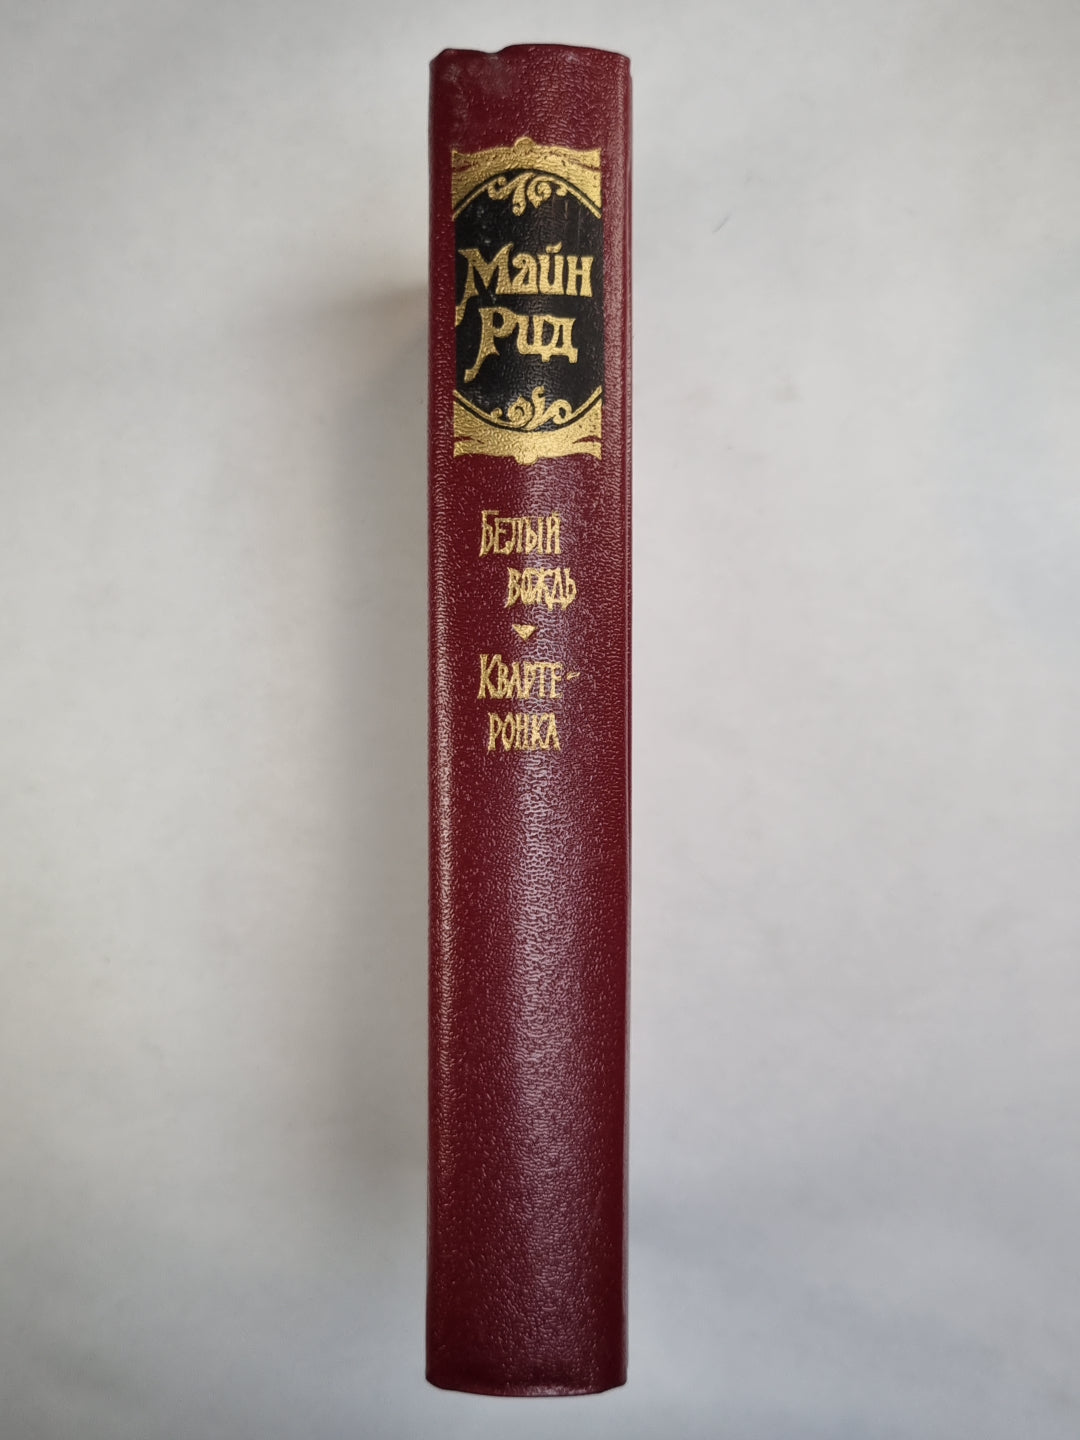 Майн
Рид
Белый
вождь
Кварте-
ронка